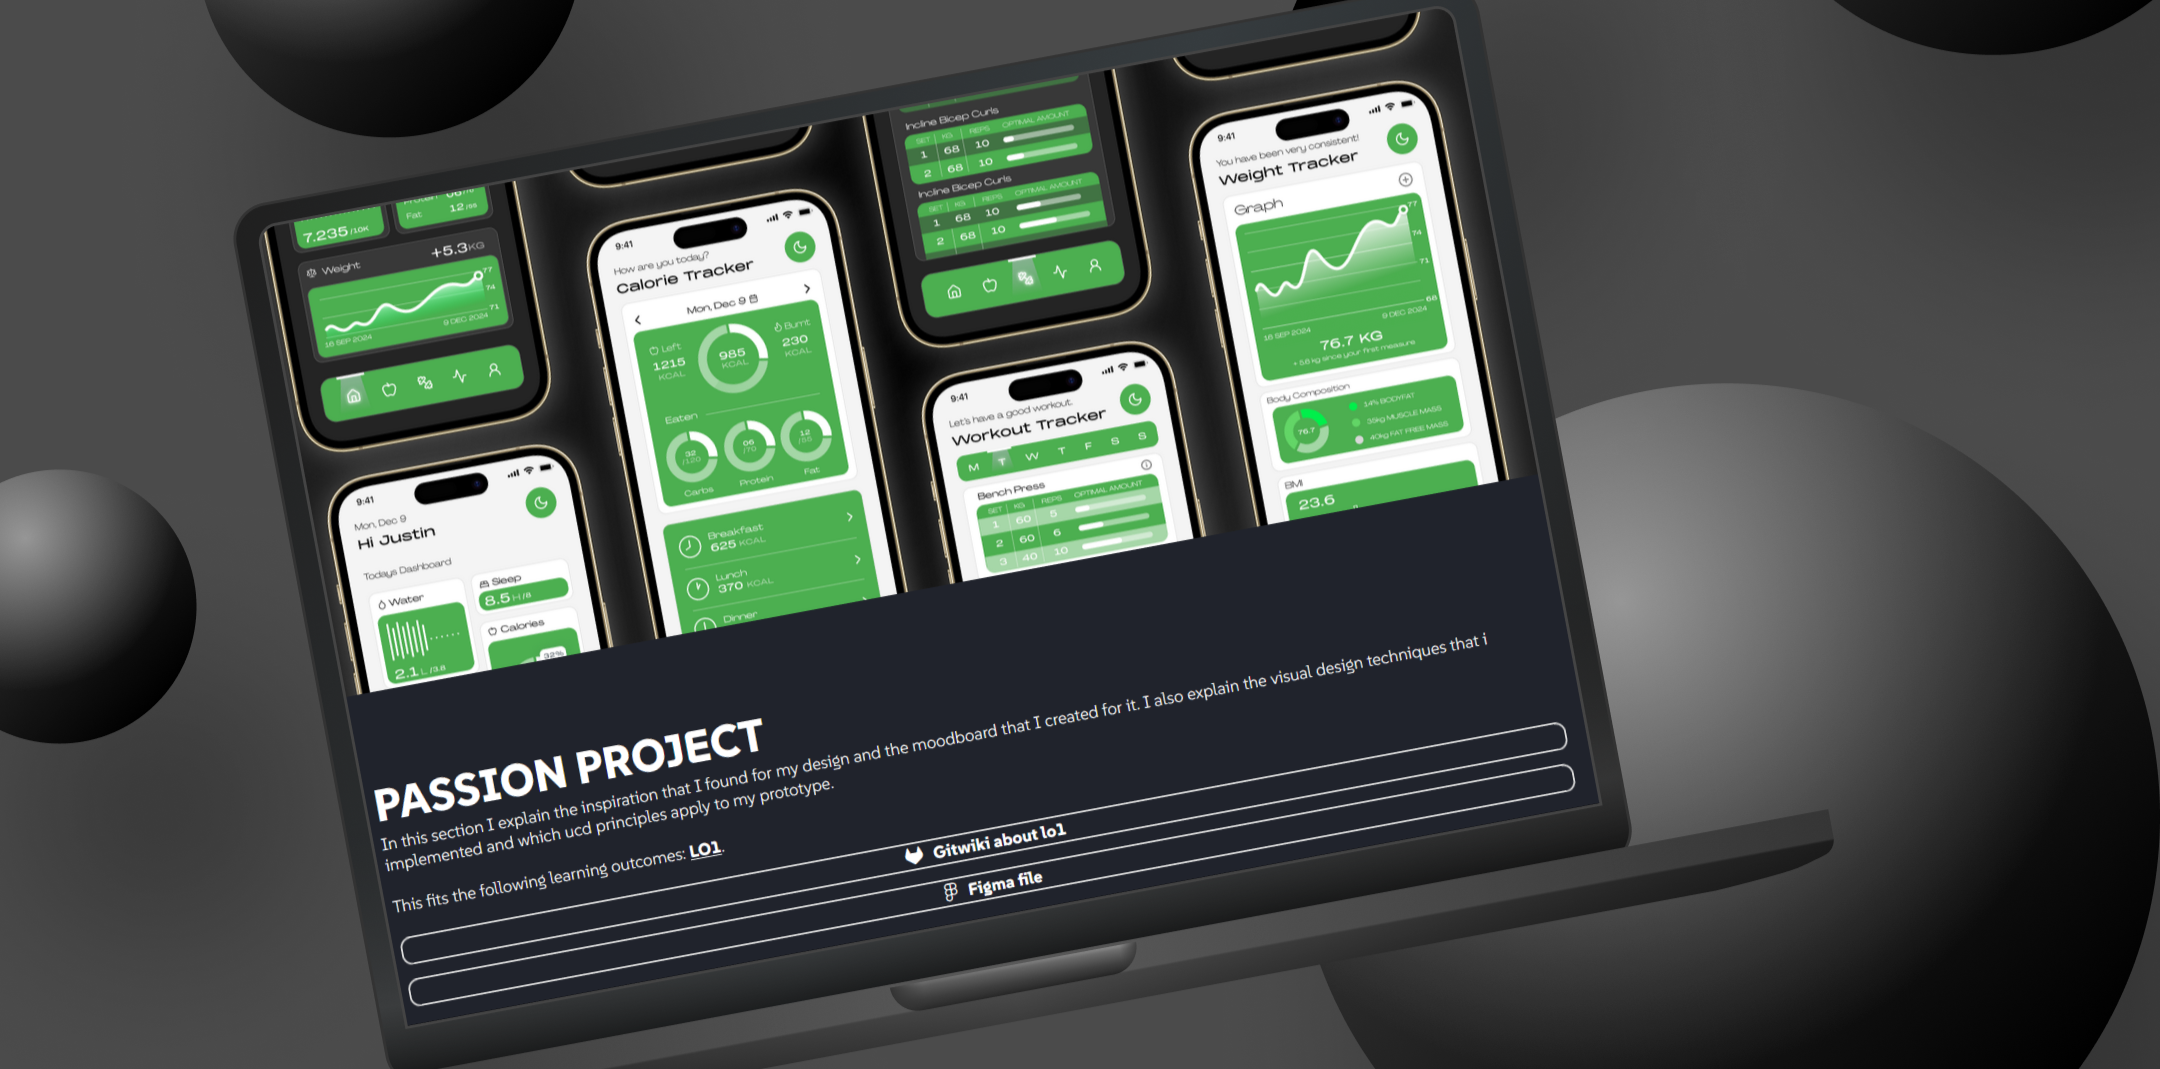 7.235 /10K
Protein
Fat 12 /55
Weight +5.3KG
77
74
71
16 SEP 2024 9 DEC 2024
9:41
Mon, Dec 9
Hi Justin
Todays Dashboard
Water
2.1 L /3.8
Sleep
8.5 H /8
Calories
32%
9:41
How are you today?
Calorie Tracker
Mon, Dec 9
Left
1215
KCAL
985
KCAL
Burnt
230
KCAL
Eaten
32
/120
06
/70
12
/55
Carbs Protein Fat
Breakfast
625 KCAL
Lunch
370 KCAL
Dinner
Incline Bicep Curls
SET KG REPS OPTIMAL AMOUNT
1 68 10
2 68 10
Incline Bicep Curls
SET KG REPS OPTIMAL AMOUNT
1 68 10
2 68 10
9:41
Let's have a good workout.
Workout Tracker
M T W T F S S
Bench Press
SET KG REPS OPTIMAL AMOUNT
1 60 5
2 60 6
3 40 10
9:41
You have been very consistent!
Weight Tracker
Graph
77
74
71
68
16 SEP 2024 9 DEC 2024
76.7 KG
+ 5.6 kg since your first measure
Body Composition
76.7
14% BODYFAT
35kg MUSCLE MASS
40kg FAT FREE MASS
BMI
23.6
PASSION PROJECT
In this section I explain the inspiration that I found for my design and the moodboard that I created for it. I also explain the visual design techniques that i
implemented and which ucd principles apply to my prototype.
This fits the following learning outcomes: LO1.
Gitwiki about lo1
Figma file